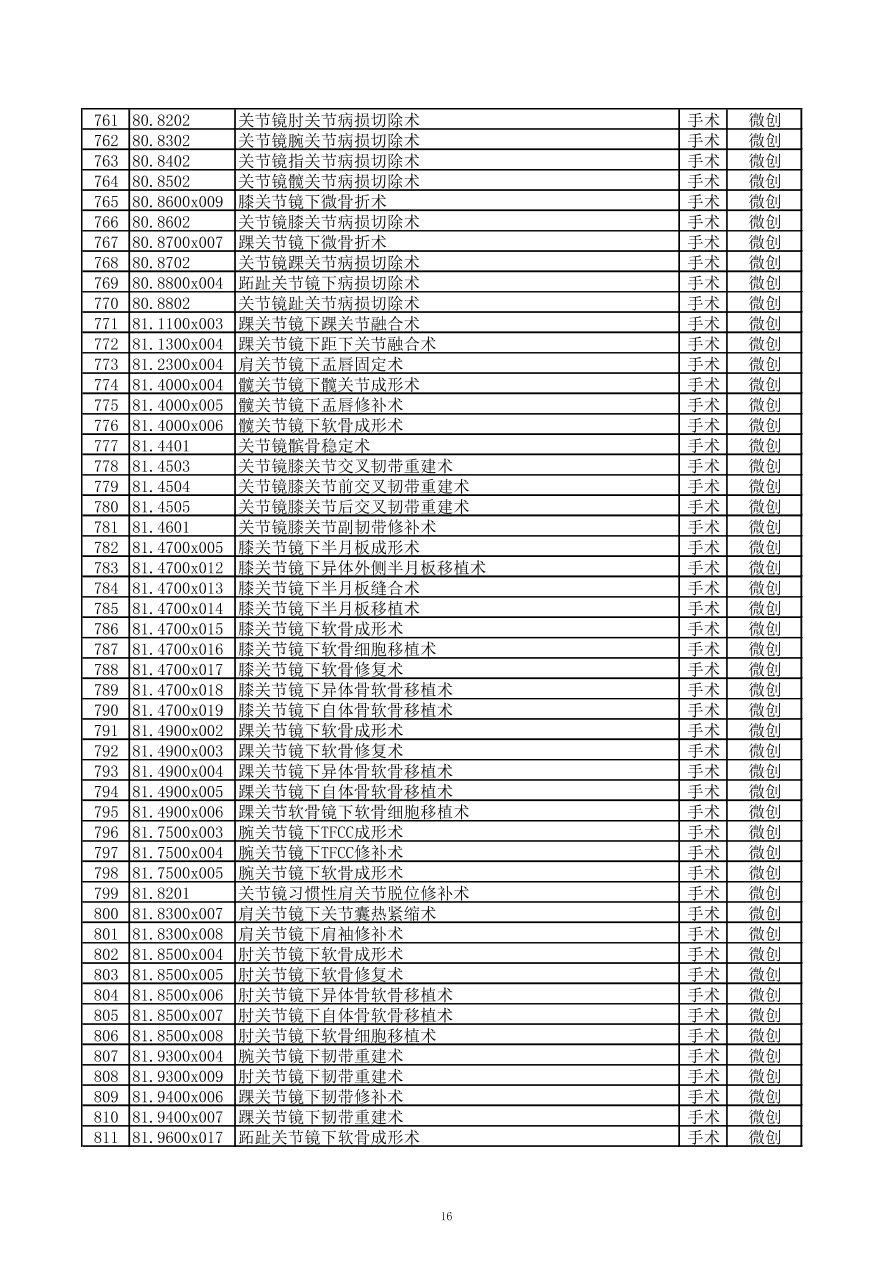 761 80.8202 关节镜肘关节病损切除术 手术 微创
762 80.8302 关节镜腕关节病损切除术 手术 微创
763 80.8402 关节镜指关节病损切除术 手术 微创
764 80.8502 关节镜髋关节病损切除术 手术 微创
765 80.8600x009 膝关节镜下微骨折术 手术 微创
766 80.8602 关节镜膝关节病损切除术 手术 微创
767 80.8700x007 踝关节镜下微骨折术 手术 微创
768 80.8702 关节镜踝关节病损切除术 手术 微创
769 80.8800x004 跖趾关节镜下病损切除术 手术 微创
770 80.8802 关节镜趾关节病损切除术 手术 微创
771 81.1100x003 踝关节镜下踝关节融合术 手术 微创
772 81.1300x004 踝关节镜下距下关节融合术 手术 微创
773 81.2300x004 肩关节镜下盂唇固定术 手术 微创
774 81.4000x004 髋关节镜下髋关节成形术 手术 微创
775 81.4000x005 髋关节镜下盂唇修补术 手术 微创
776 81.4000x006 髋关节镜下软骨成形术 手术 微创
777 81.4401 关节镜髌骨稳定术 手术 微创
778 81.4503 关节镜膝关节交叉韧带重建术 手术 微创
779 81.4504 关节镜膝关节前交叉韧带重建术 手术 微创
780 81.4505 关节镜膝关节后交叉韧带重建术 手术 微创
781 81.4601 关节镜膝关节副韧带修补术 手术 微创
782 81.4700x005 膝关节镜下半月板成形术 手术 微创
783 81.4700x012 膝关节镜下异体外侧半月板移植术 手术 微创
784 81.4700x013 膝关节镜下半月板缝合术 手术 微创
785 81.4700x014 膝关节镜下半月板移植术 手术 微创
786 81.4700x015 膝关节镜下软骨成形术 手术 微创
787 81.4700x016 膝关节镜下软骨细胞移植术 手术 微创
788 81.4700x017 膝关节镜下软骨修复术 手术 微创
789 81.4700x018 膝关节镜下异体骨软骨移植术 手术 微创
790 81.4700x019 膝关节镜下自体骨软骨移植术 手术 微创
791 81.4900x002 踝关节镜下软骨成形术 手术 微创
792 81.4900x003 踝关节镜下软骨修复术 手术 微创
793 81.4900x004 踝关节镜下异体骨软骨移植术 手术 微创
794 81.4900x005 踝关节镜下自体骨软骨移植术 手术 微创
795 81.4900x006 踝关节软骨镜下软骨细胞移植术 手术 微创
796 81.7500x003 腕关节镜下TFCC成形术 手术 微创
797 81.7500x004 腕关节镜下TFCC修补术 手术 微创
798 81.7500x005 腕关节镜下软骨成形术 手术 微创
799 81.8201 关节镜习惯性肩关节脱位修补术 手术 微创
800 81.8300x007 肩关节镜下关节囊热紧缩术 手术 微创
801 81.8300x008 肩关节镜下肩袖修补术 手术 微创
802 81.8500x004 肘关节镜下软骨成形术 手术 微创
803 81.8500x005 肘关节镜下软骨修复术 手术 微创
804 81.8500x006 肘关节镜下异体骨软骨移植术 手术 微创
805 81.8500x007 肘关节镜下自体骨软骨移植术 手术 微创
806 81.8500x008 肘关节镜下软骨细胞移植术 手术 微创
807 81.9300x004 腕关节镜下韧带重建术 手术 微创
808 81.9300x009 肘关节镜下韧带重建术 手术 微创
809 81.9400x006 踝关节镜下韧带修补术 手术 微创
810 81.9400x007 踝关节镜下韧带重建术 手术 微创
811 81.9600x017 跖趾关节镜下软骨成形术 手术 微创
16